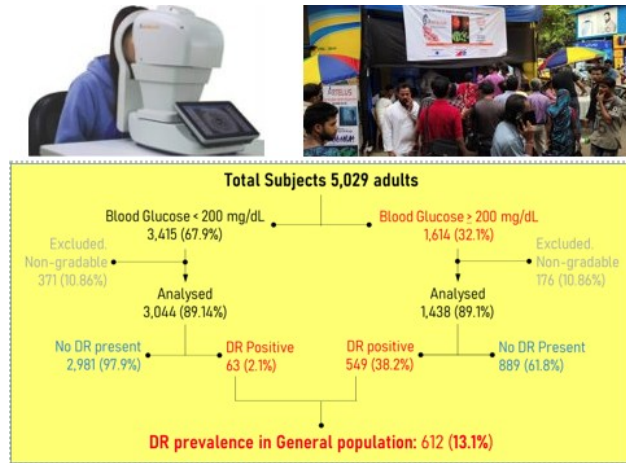 ARTELUS
Total Subjects 5,029 adults
Blood Glucose < 200 mg/dL
3,415 (67.9%)
Blood Glucose ≥ 200 mg/dL
1,614 (32.1%)
Excluded.
Non-gradable
371 (10.86%)
Excluded.
Non-gradable
176 (10.86%)
Analysed
3,044 (89.14%)
Analysed
1,438 (89.1%)
No DR present
2,981 (97.9%)
DR Positive
63 (2.1%)
DR positive
549 (38.2%)
No DR Present
889 (61.8%)
DR prevalence in General population: 612 (13.1%)